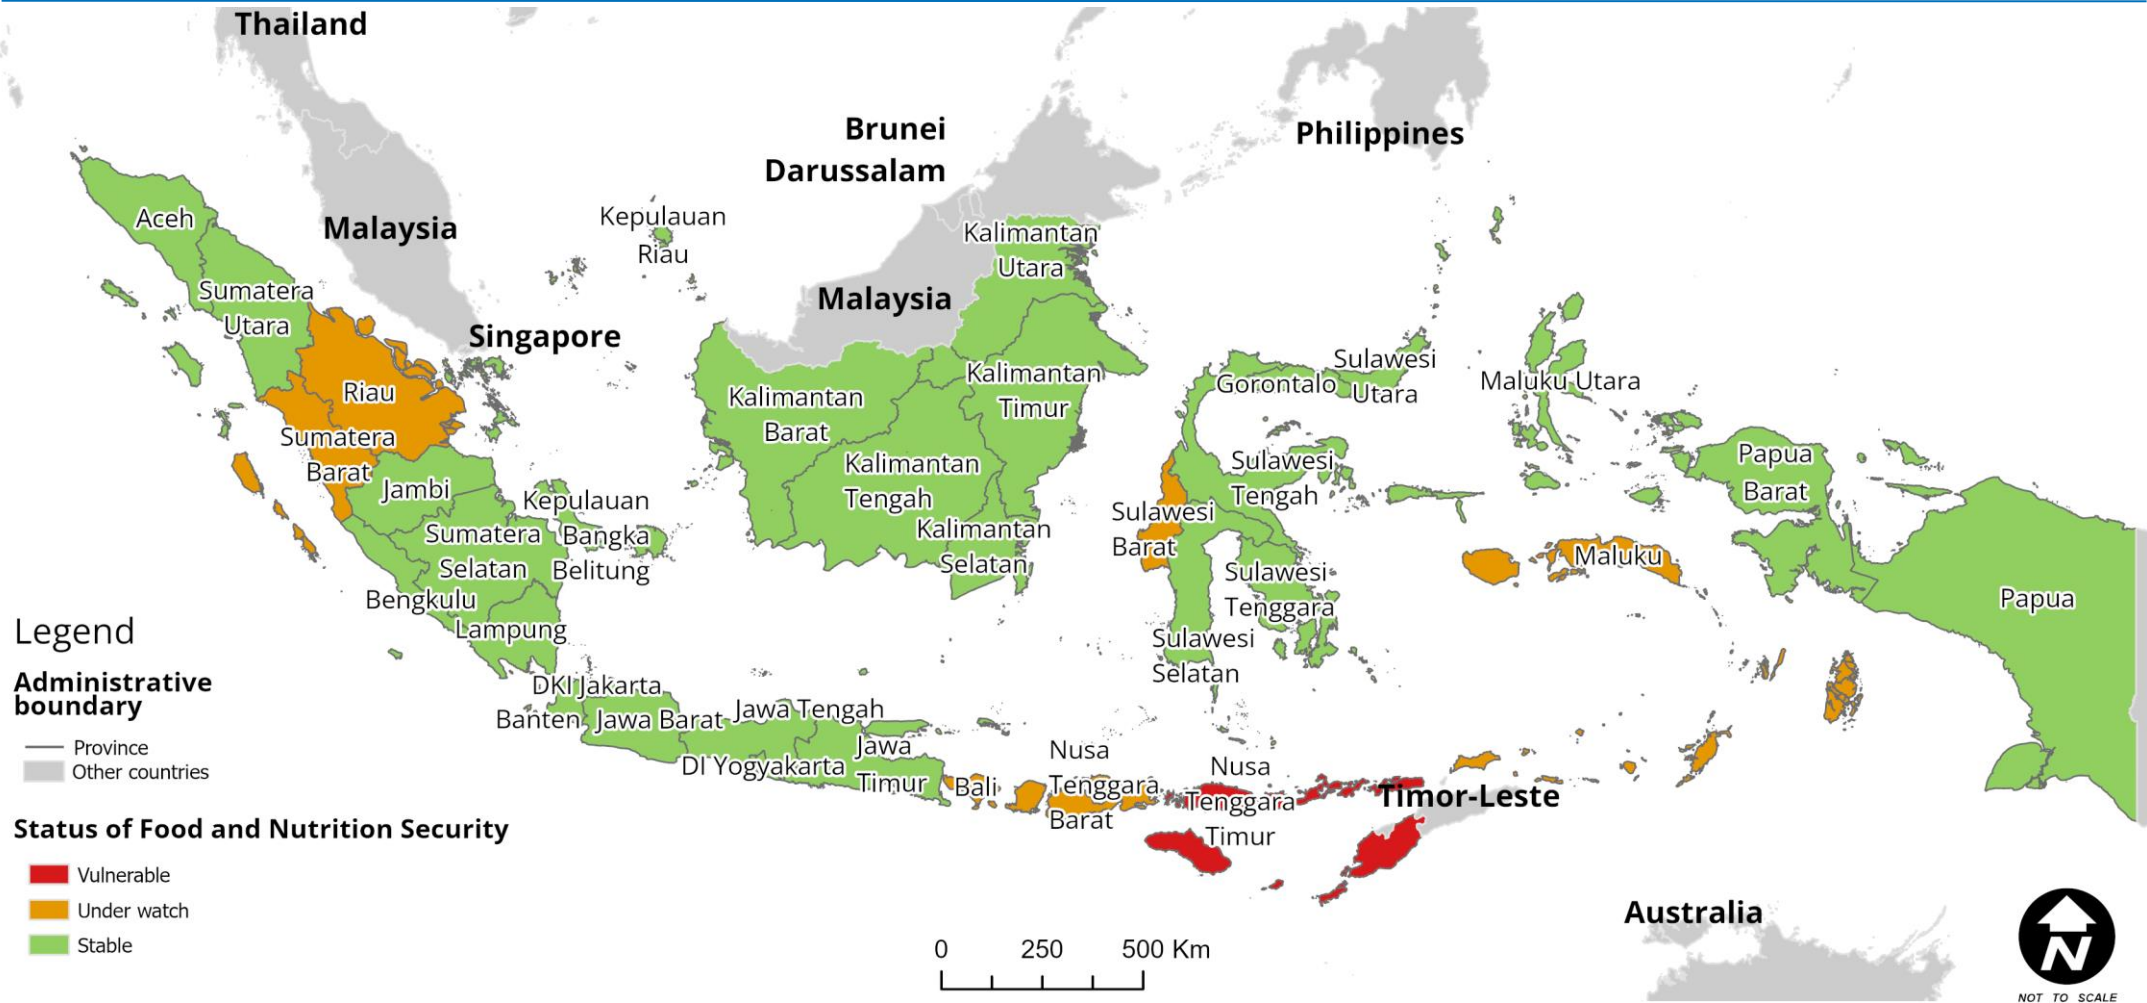 Thailand
Brunei
Darussalam
Philippines
Malaysia
Aceh
Kepulauan
Riau
Kalimantan
Utara
Sumatera
Utara
Malaysia
Singapore
Riau
Kalimantan
Barat
Kalimantan
Timur
Gorontalo
Sulawesi
Utara
Maluku Utara
Sumatera
Barat
Jambi
Kalimantan
Tengah
Sulawesi
Tengah
Papua
Barat
Kepulauan
Bangka
Belitung
Sumatera
Selatan
Kalimantan
Selatan
Sulawesi
Barat
Maluku
Sulawesi
Tenggara
Papua
Bengkulu
Lampung
Sulawesi
Selatan
DKI Jakarta
Banten
Jawa Barat
Jawa Tengah
DI Yogyakarta
Jawa
Timur
Bali
Nusa
Tenggara
Barat
Nusa
Tenggara
Timur
Timor-Leste
Australia
Legend
Administrative
boundary
Province
Other countries
Status of Food and Nutrition Security
Vulnerable
Under watch
Stable
0 250 500 Km
N
NOT TO SCALE